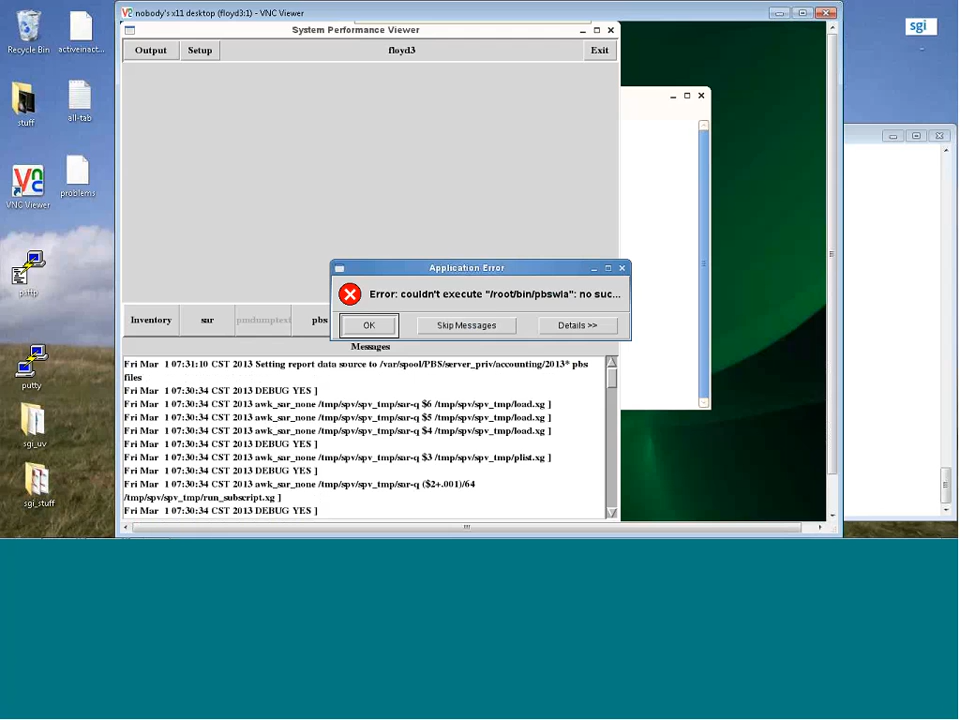 nobody's x11 desktop (floyd3:1) - VNC Viewer
System Performance Viewer
Output
Setup
floyd3
Exit
Recycle Bin
activeinact...
stuff
all-tab
VNC Viewer
problems
psftp
putty
sgi_uv
sgi_stuff
sgi
Application Error
Error: couldn't execute "/root/bin/pbswla": no suc...
OK
Skip Messages
Details >>
Inventory
sar
pmdumptext
pbs
Messages
Fri Mar 1 07:31:10 CST 2013 Setting report data source to /var/spool/PBS/server_priv/accounting/2013* pbs
files
Fri Mar 1 07:30:34 CST 2013 DEBUG YES ]
Fri Mar 1 07:30:34 CST 2013 awk_sar_none /tmp/spv/spv_tmp/sar-q $6 /tmp/spv/spv_tmp/load.xg ]
Fri Mar 1 07:30:34 CST 2013 awk_sar_none /tmp/spv/spv_tmp/sar-q $5 /tmp/spv/spv_tmp/load.xg ]
Fri Mar 1 07:30:34 CST 2013 awk_sar_none /tmp/spv/spv_tmp/sar-q $4 /tmp/spv/spv_tmp/load.xg ]
Fri Mar 1 07:30:34 CST 2013 DEBUG YES ]
Fri Mar 1 07:30:34 CST 2013 awk_sar_none /tmp/spv/spv_tmp/sar-q $3 /tmp/spv/spv_tmp/plist.xg ]
Fri Mar 1 07:30:34 CST 2013 DEBUG YES ]
Fri Mar 1 07:30:34 CST 2013 awk_sar_none /tmp/spv/spv_tmp/sar-q ($2+.001)/64
/tmp/spv/spv_tmp/run_subscript.xg ]
Fri Mar 1 07:30:34 CST 2013 DEBUG YES ]